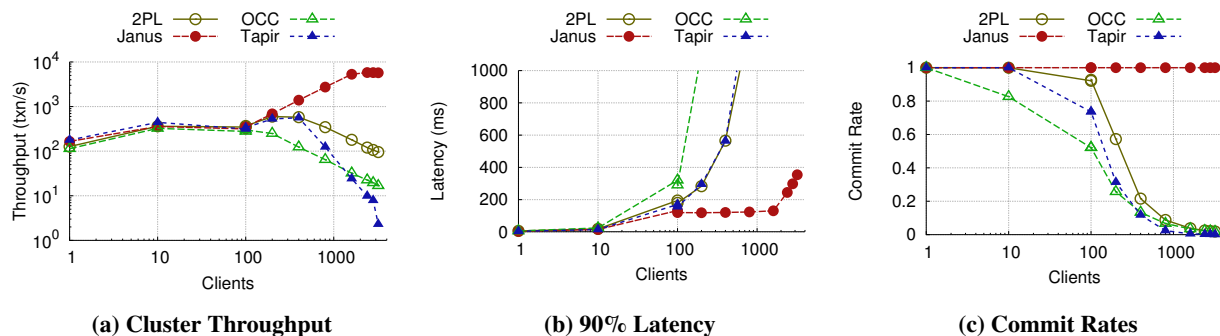 2PL
Janus
OCC
Tapir
Throughput (txn/s)
10^4
10^3
10^2
10^1
10^0
1
10
100
1000
Clients
(a) Cluster Throughput
2PL
Janus
OCC
Tapir
Latency (ms)
1000
800
600
400
200
0
1
10
100
1000
Clients
(b) 90% Latency
2PL
Janus
OCC
Tapir
Commit Rate
1
0.8
0.6
0.4
0.2
0
1
10
100
1000
Clients
(c) Commit Rates